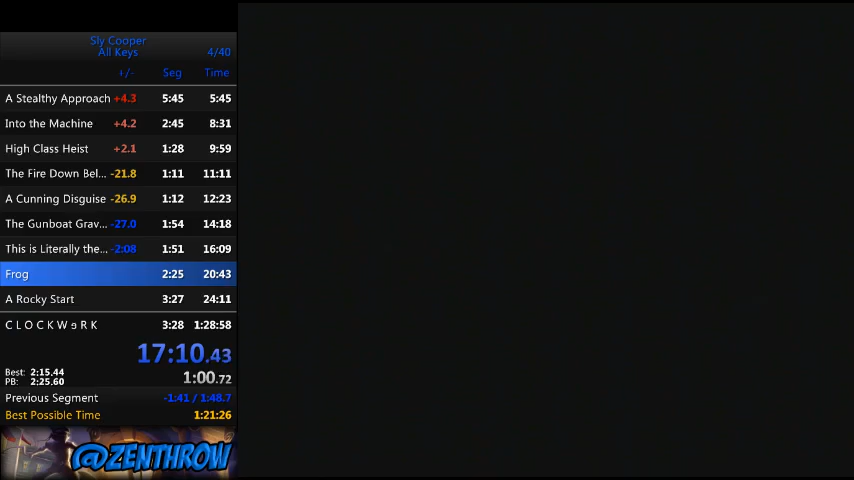 Sly Cooper
All Keys 4/40
+/- Seg Time
A Stealthy Approach +4.3 5:45 5:45
Into the Machine +4.2 2:45 8:31
High Class Heist +2.1 1:28 9:59
The Fire Down Bel... -21.8 1:11 11:11
A Cunning Disguise -26.9 1:12 12:23
The Gunboat Grav... -27.0 1:54 14:18
This is Literally the... -2:08 1:51 16:09
Frog 2:25 20:43
A Rocky Start 3:27 24:11
C L O C K W ɘ R K 3:28 1:28:58
17:10.43
Best: 2:15.44
PB: 2:25.60
1:00.72
Previous Segment -1:41 / 1:48.7
Best Possible Time 1:21:26
@ZENTHROW